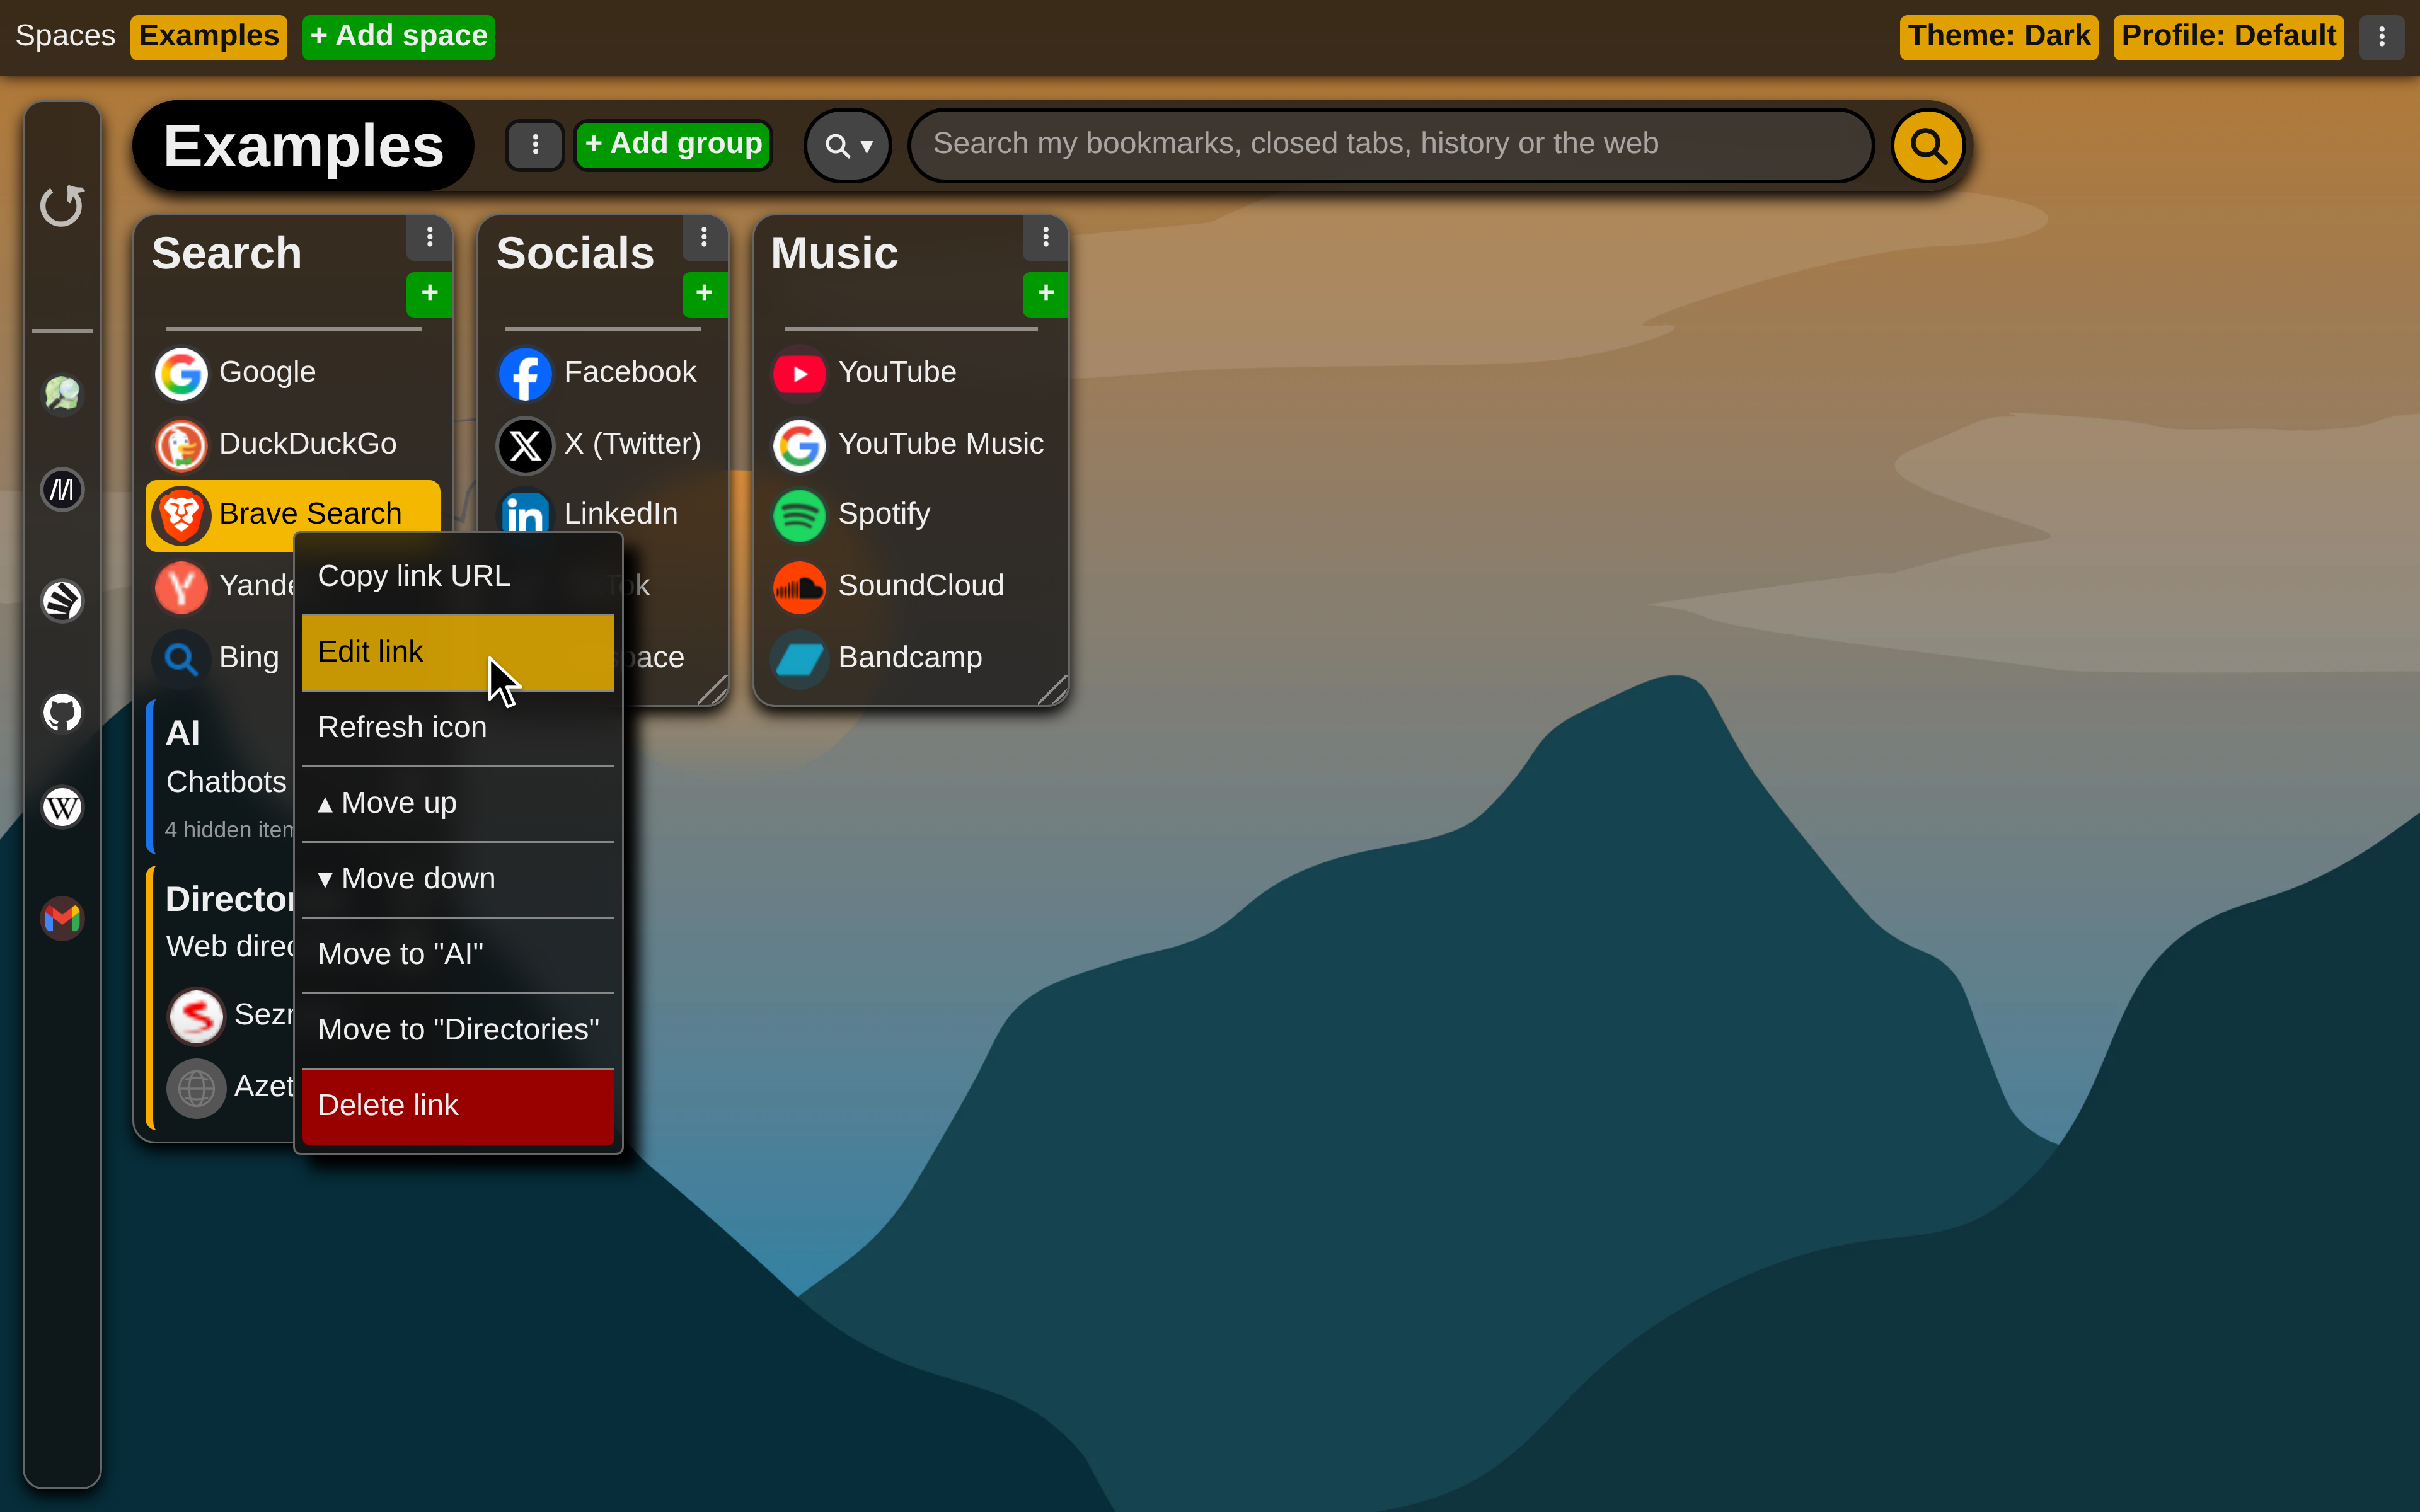 Spaces Examples + Add space Theme: Dark Profile: Default
Examples + Add group Search my bookmarks, closed tabs, history or the web
Search
+
Google
DuckDuckGo
Brave Search
Bing
AI
Chatbots
4 hidden
Web
Socials
+
Facebook
X (Twitter)
LinkedIn
Music
+
YouTube
YouTube Music
Spotify
SoundCloud
Bandcamp
Copy link URL
Edit link
Refresh icon
▴ Move up
▾ Move down
Move to "AI"
Move to "Directories"
Delete link